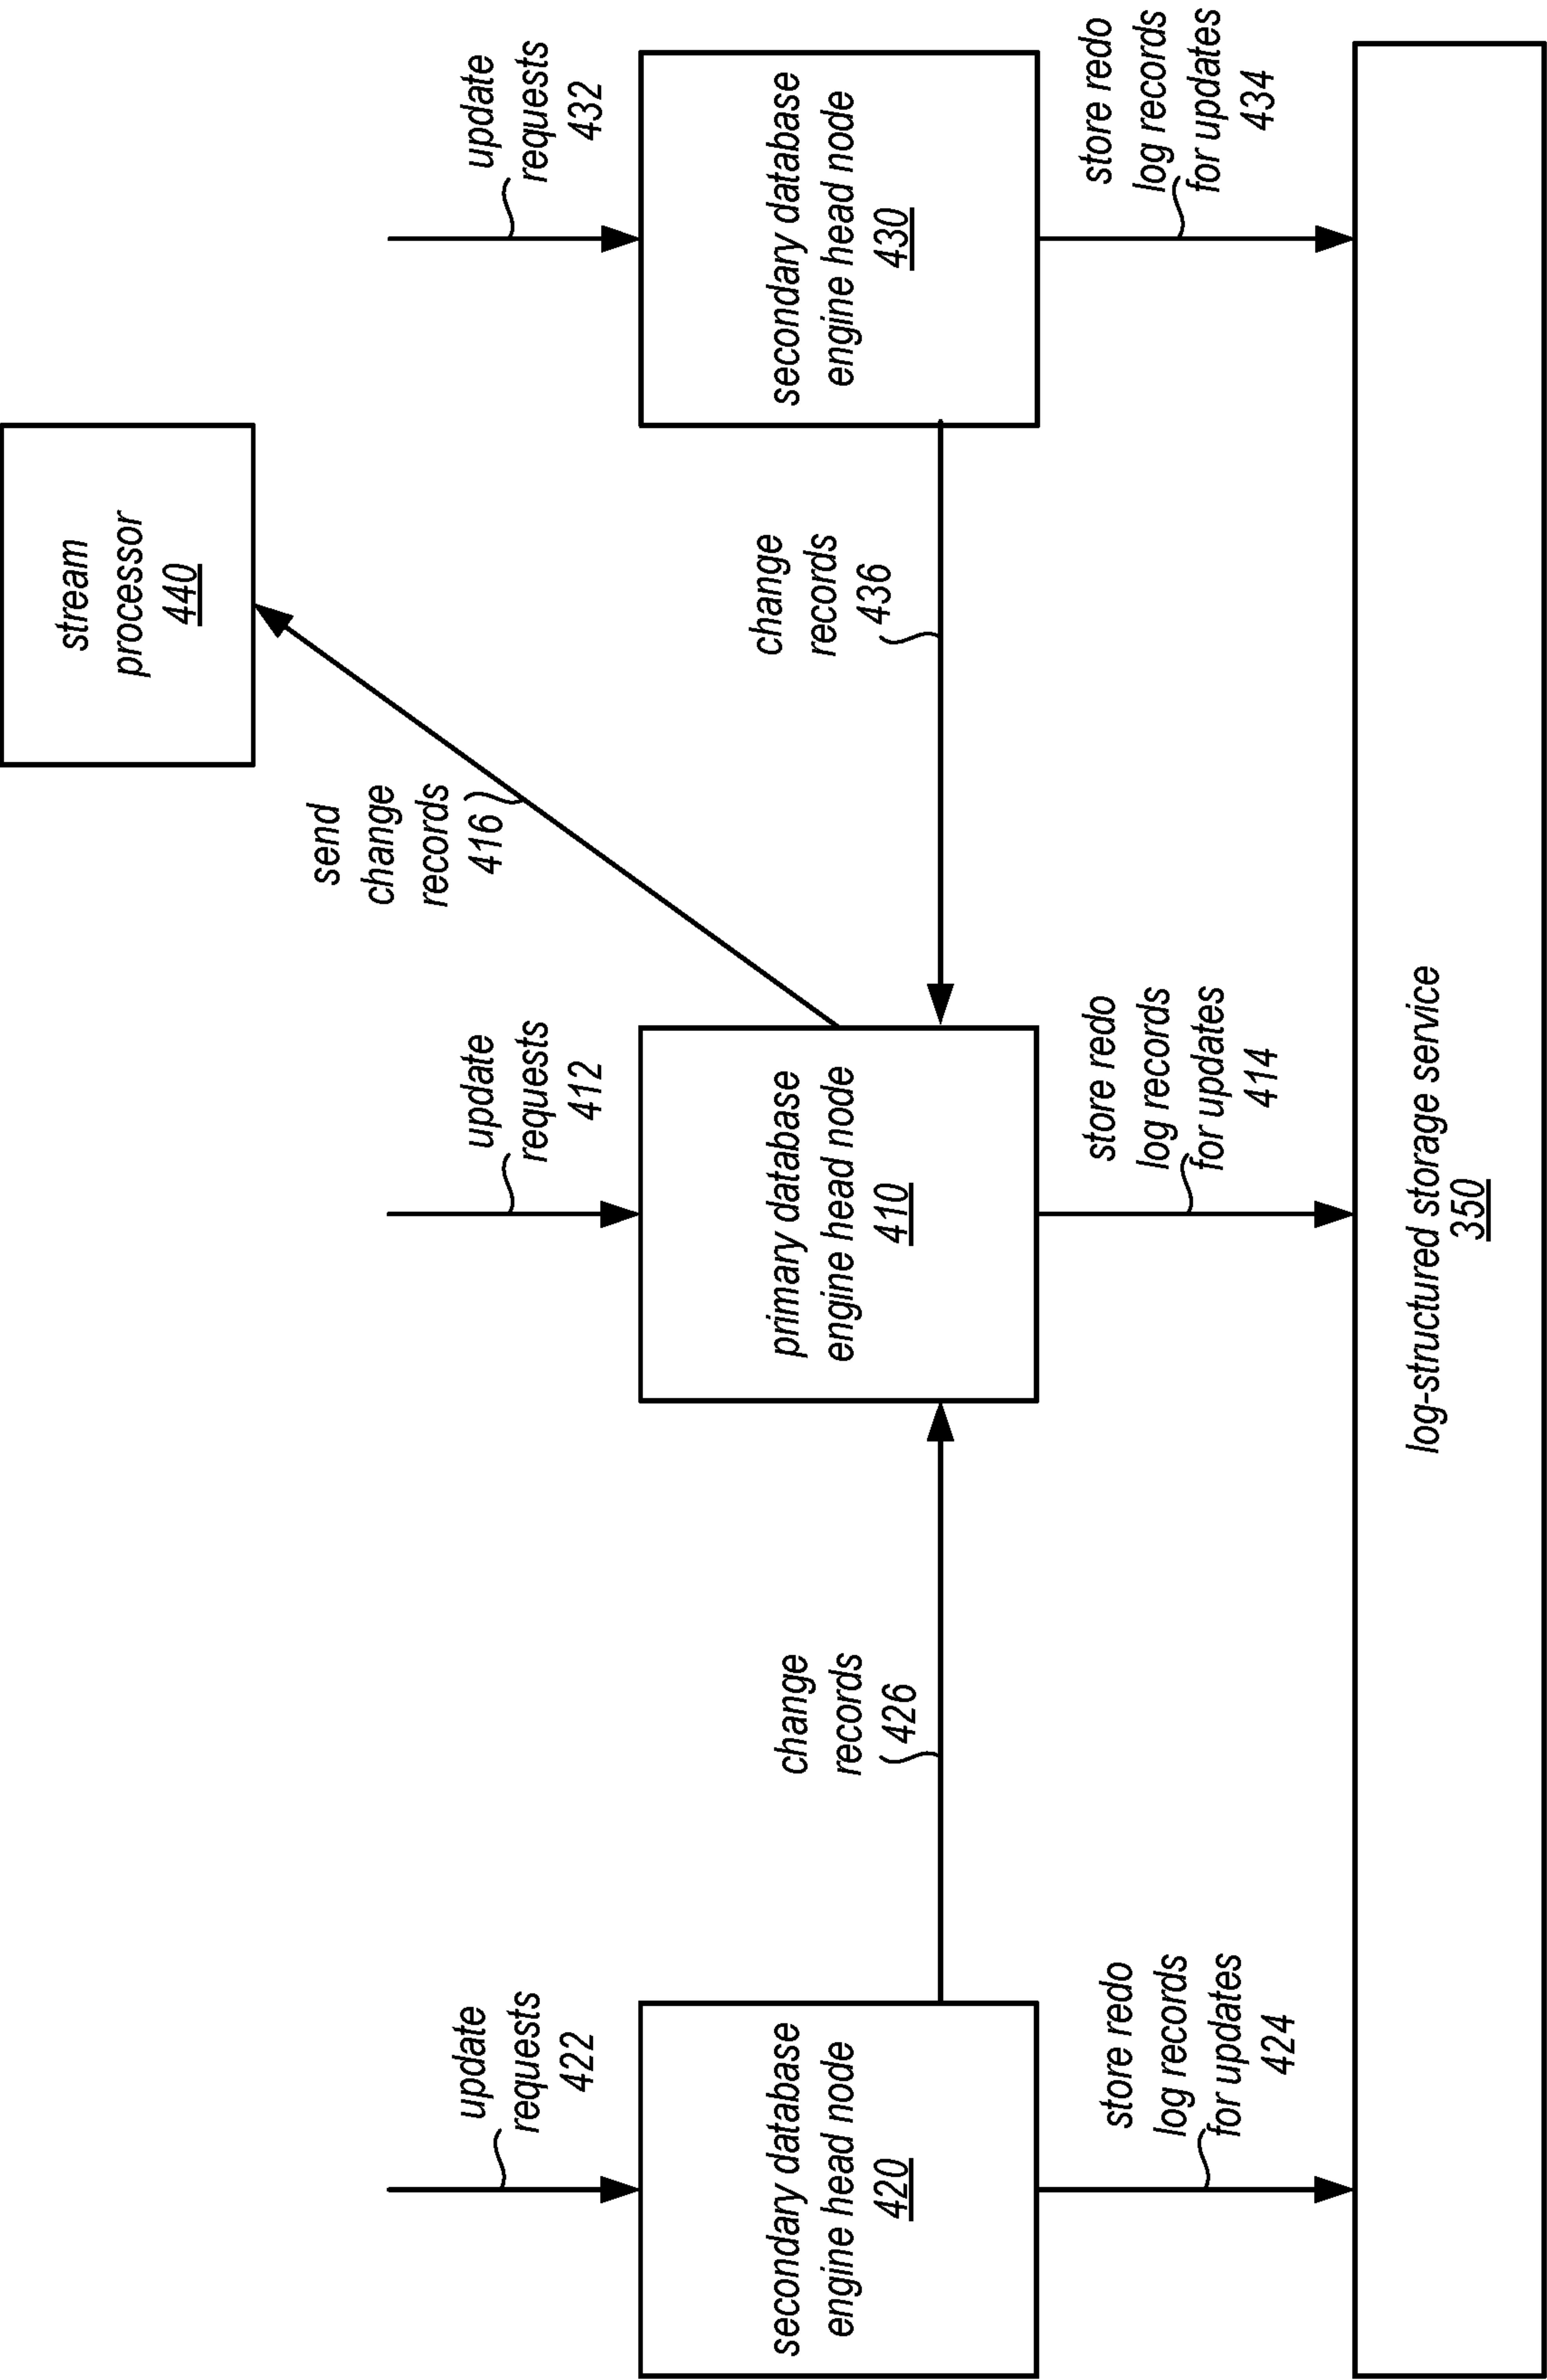 stream
processor
440
send
change
records
416
update
requests
422
update
requests
412
update
requests
432
secondary database
engine head node
420
change
records
426
primary database
engine head node
410
change
records
436
secondary database
engine head node
430
store redo
log records
for updates
424
store redo
log records
for updates
414
store redo
log records
for updates
434
log-structured storage service
350